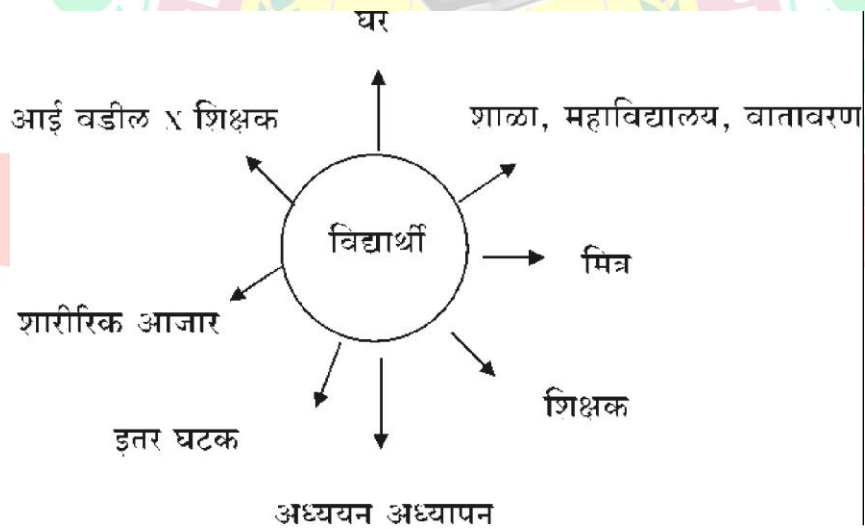 घर
आई वडील X शिक्षक
शाळा, महाविद्यालय, वातावरण
विद्यार्थी
मित्र
शारीरिक आजार
शिक्षक
इतर घटक
अध्ययन अध्यापन